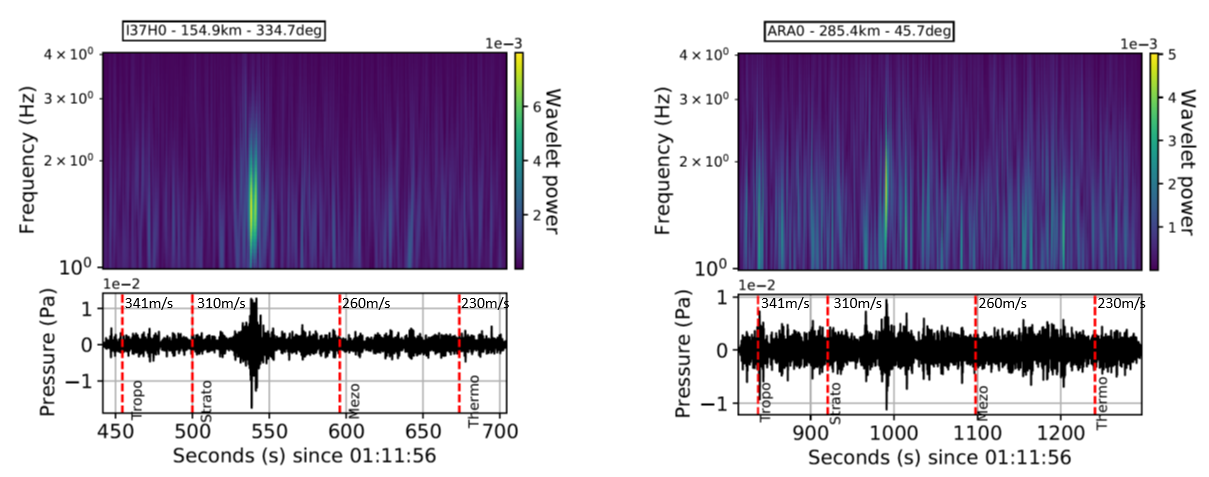 I37H0 - 154.9km - 334.7deg
1e−3
4 × 10⁰
3 × 10⁰
2 × 10⁰
10⁰
Frequency (Hz)
6
4
2
Wavelet power
1e−2
341m/s
310m/s
260m/s
230m/s
1
0
−1
Pressure (Pa)
Tropo
Strato
Mezo
Thermo
450
500
550
600
650
700
Seconds (s) since 01:11:56
ARA0 - 285.4km - 45.7deg
1e−3
4 × 10⁰
3 × 10⁰
2 × 10⁰
10⁰
Frequency (Hz)
5
4
3
2
1
Wavelet power
1e−2
341m/s
310m/s
260m/s
230m/s
1
0
−1
Pressure (Pa)
Tropo
Strato
Mezo
Thermo
900
1000
1100
1200
Seconds (s) since 01:11:56